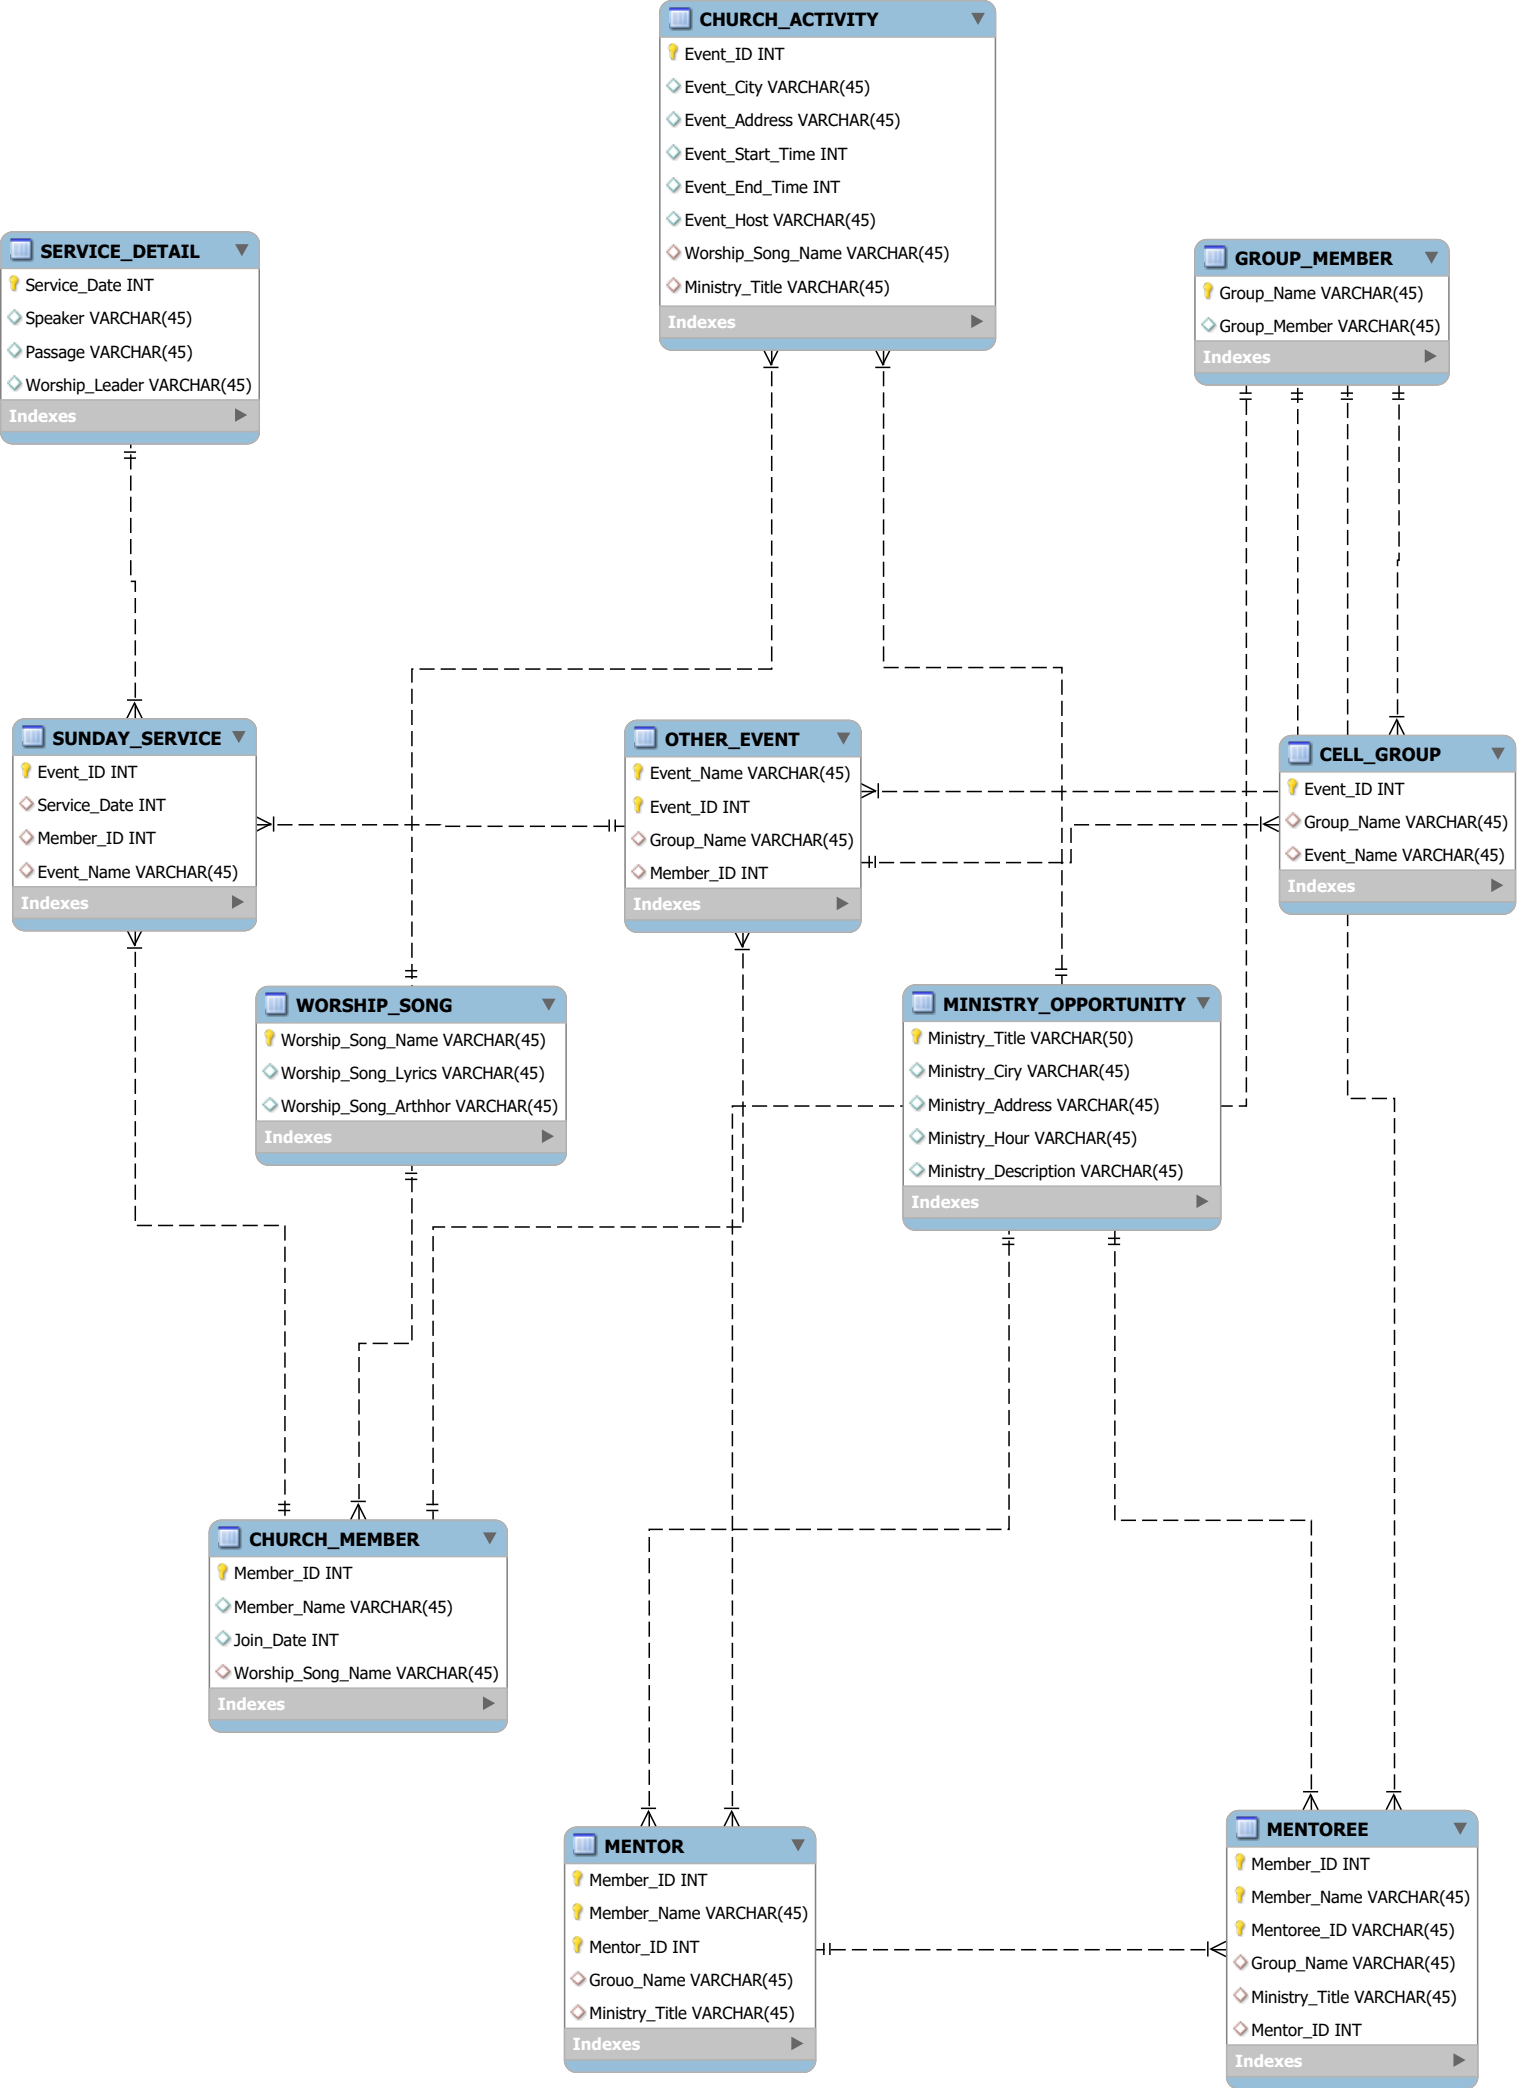 CHURCH_ACTIVITY
Event_ID INT
Event_City VARCHAR(45)
Event_Address VARCHAR(45)
Event_Start_Time INT
Event_End_Time INT
Event_Host VARCHAR(45)
Worship_Song_Name VARCHAR(45)
Ministry_Title VARCHAR(45)
Indexes
SERVICE_DETAIL
Service_Date INT
Speaker VARCHAR(45)
Passage VARCHAR(45)
Worship_Leader VARCHAR(45)
Indexes
GROUP_MEMBER
Group_Name VARCHAR(45)
Group_Member VARCHAR(45)
Indexes
SUNDAY_SERVICE
Event_ID INT
Service_Date INT
Member_ID INT
Event_Name VARCHAR(45)
Indexes
OTHER_EVENT
Event_Name VARCHAR(45)
Event_ID INT
Group_Name VARCHAR(45)
Member_ID INT
Indexes
CELL_GROUP
Event_ID INT
Group_Name VARCHAR(45)
Event_Name VARCHAR(45)
Indexes
WORSHIP_SONG
Worship_Song_Name VARCHAR(45)
Worship_Song_Lyrics VARCHAR(45)
Worship_Song_Arthhor VARCHAR(45)
Indexes
MINISTRY_OPPORTUNITY
Ministry_Title VARCHAR(50)
Ministry_Ciry VARCHAR(45)
Ministry_Address VARCHAR(45)
Ministry_Hour VARCHAR(45)
Ministry_Description VARCHAR(45)
Indexes
CHURCH_MEMBER
Member_ID INT
Member_Name VARCHAR(45)
Join_Date INT
Worship_Song_Name VARCHAR(45)
Indexes
MENTOR
Member_ID INT
Member_Name VARCHAR(45)
Mentor_ID INT
Grouo_Name VARCHAR(45)
Ministry_Title VARCHAR(45)
Indexes
MENTOREE
Member_ID INT
Member_Name VARCHAR(45)
Mentoree_ID VARCHAR(45)
Group_Name VARCHAR(45)
Ministry_Title VARCHAR(45)
Mentor_ID INT
Indexes